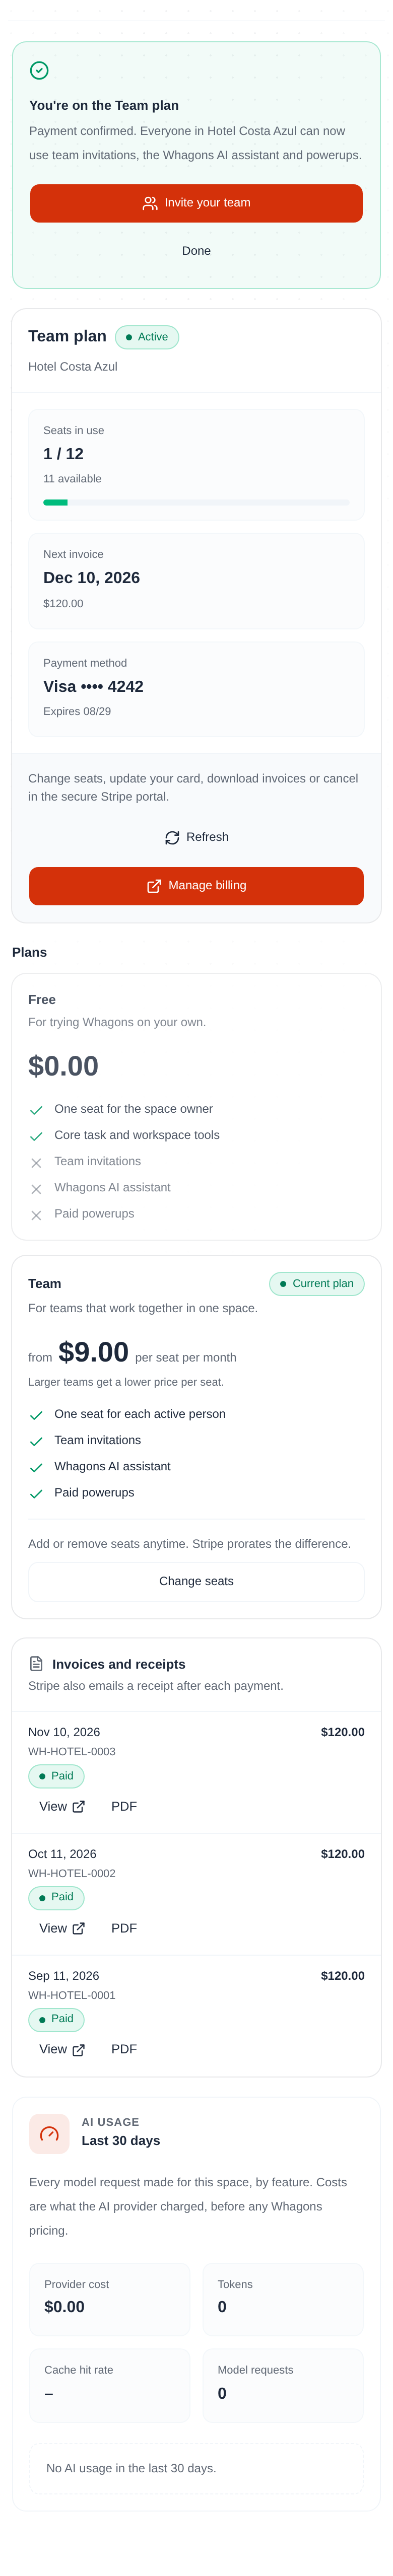 You're on the Team plan
Payment confirmed. Everyone in Hotel Costa Azul can now
use team invitations, the Whagons AI assistant and powerups.
Invite your team
Done
Team plan
Active
Hotel Costa Azul
Seats in use
1 / 12
11 available
Next invoice
Dec 10, 2026
$120.00
Payment method
Visa •••• 4242
Expires 08/29
Change seats, update your card, download invoices or cancel
in the secure Stripe portal.
Refresh
Manage billing
Plans
Free
For trying Whagons on your own.
$0.00
One seat for the space owner
Core task and workspace tools
Team invitations
Whagons AI assistant
Paid powerups
Team
Current plan
For teams that work together in one space.
from $9.00 per seat per month
Larger teams get a lower price per seat.
One seat for each active person
Team invitations
Whagons AI assistant
Paid powerups
Add or remove seats anytime. Stripe prorates the difference.
Change seats
Invoices and receipts
Stripe also emails a receipt after each payment.
Nov 10, 2026 $120.00
WH-HOTEL-0003
Paid
View PDF
Oct 11, 2026 $120.00
WH-HOTEL-0002
Paid
View PDF
Sep 11, 2026 $120.00
WH-HOTEL-0001
Paid
View PDF
AI USAGE
Last 30 days
Every model request made for this space, by feature. Costs
are what the AI provider charged, before any Whagons
pricing.
Provider cost
$0.00
Tokens
0
Cache hit rate
–
Model requests
0
No AI usage in the last 30 days.